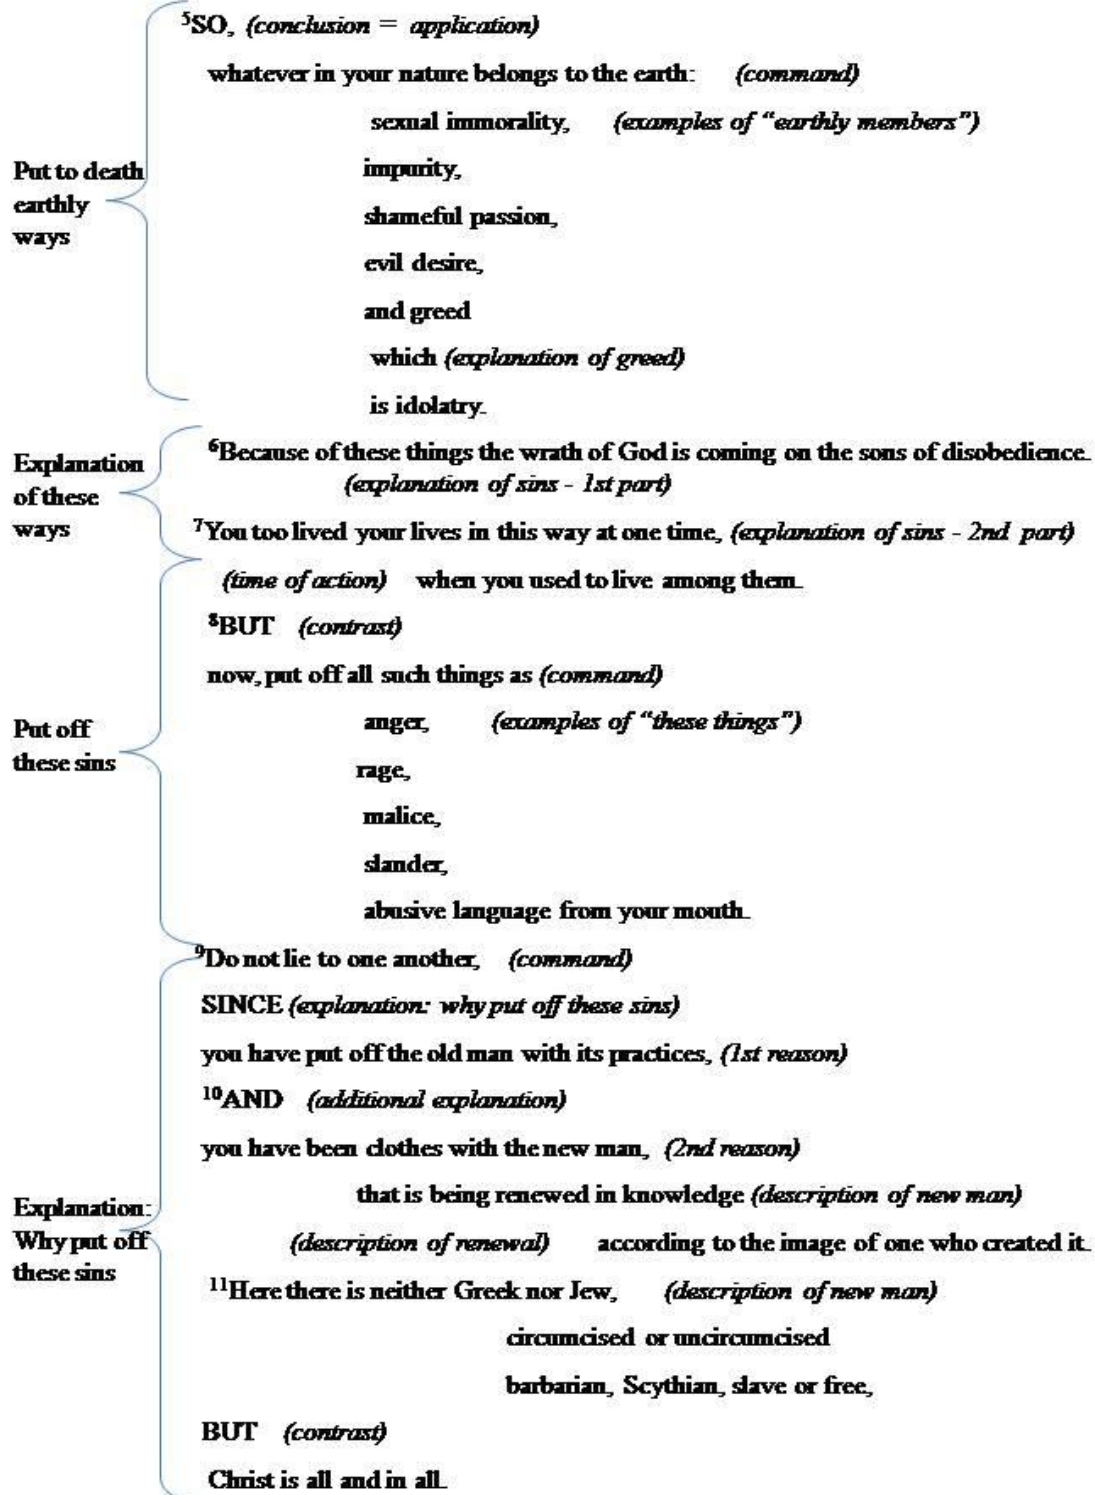 ⁵SO, (conclusion = application)
whatever in your nature belongs to the earth: (command)
sexual immorality, (examples of “earthly members”)
Put to death
earthly
ways
impurity,
shameful passion,
evil desire,
and greed
which (explanation of greed)
is idolatry.
Explanation
of these
ways
⁶Because of these things the wrath of God is coming on the sons of disobedience.
(explanation of sins - 1st part)
⁷You too lived your lives in this way at one time, (explanation of sins - 2nd part)
(time of action) when you used to live among them.
⁸BUT (contrast)
now, put off all such things as (command)
Put off
these sins
anger, (examples of “these things”)
rage,
malice,
slander,
abusive language from your mouth.
⁹Do not lie to one another, (command)
SINCE (explanation: why put off these sins)
you have put off the old man with its practices, (1st reason)
¹⁰AND (additional explanation)
you have been clothes with the new man, (2nd reason)
Explanation:
Why put off
these sins
that is being renewed in knowledge (description of new man)
(description of renewal) according to the image of one who created it.
¹¹Here there is neither Greek nor Jew, (description of new man)
circumcised or uncircumcised
barbarian, Scythian, slave or free,
BUT (contrast)
Christ is all and in all.